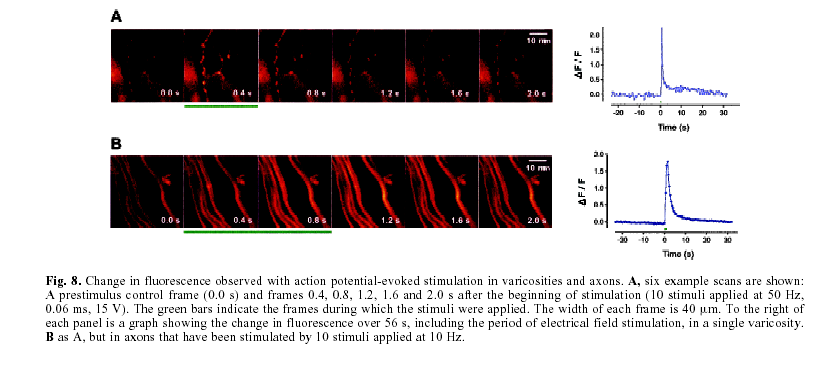 A
10 mm
0.0 s 0.4 s 0.8 s 1.2 s 1.6 s 2.0 s
ΔF / F
2.0
1.5
1.0
0.5
0.0
-20 -10 0 10 20 30
Time (s)
B
10 mm
0.0 s 0.4 s 0.8 s 1.2 s 1.6 s 2.0 s
ΔF / F
2.0
1.5
1.0
0.5
0.0
-20 -10 0 10 20 30
Time (s)
Fig. 8. Change in fluorescence observed with action potential-evoked stimulation in varicosities and axons. A, six example scans are shown:
A prestimulus control frame (0.0 s) and frames 0.4, 0.8, 1.2, 1.6 and 2.0 s after the beginning of stimulation (10 stimuli applied at 50 Hz,
0.06 ms, 15 V). The green bars indicate the frames during which the stimuli were applied. The width of each frame is 40 μm. To the right of
each panel is a graph showing the change in fluorescence over 56 s, including the period of electrical field stimulation, in a single varicosity.
B as A, but in axons that have been stimulated by 10 stimuli applied at 10 Hz.